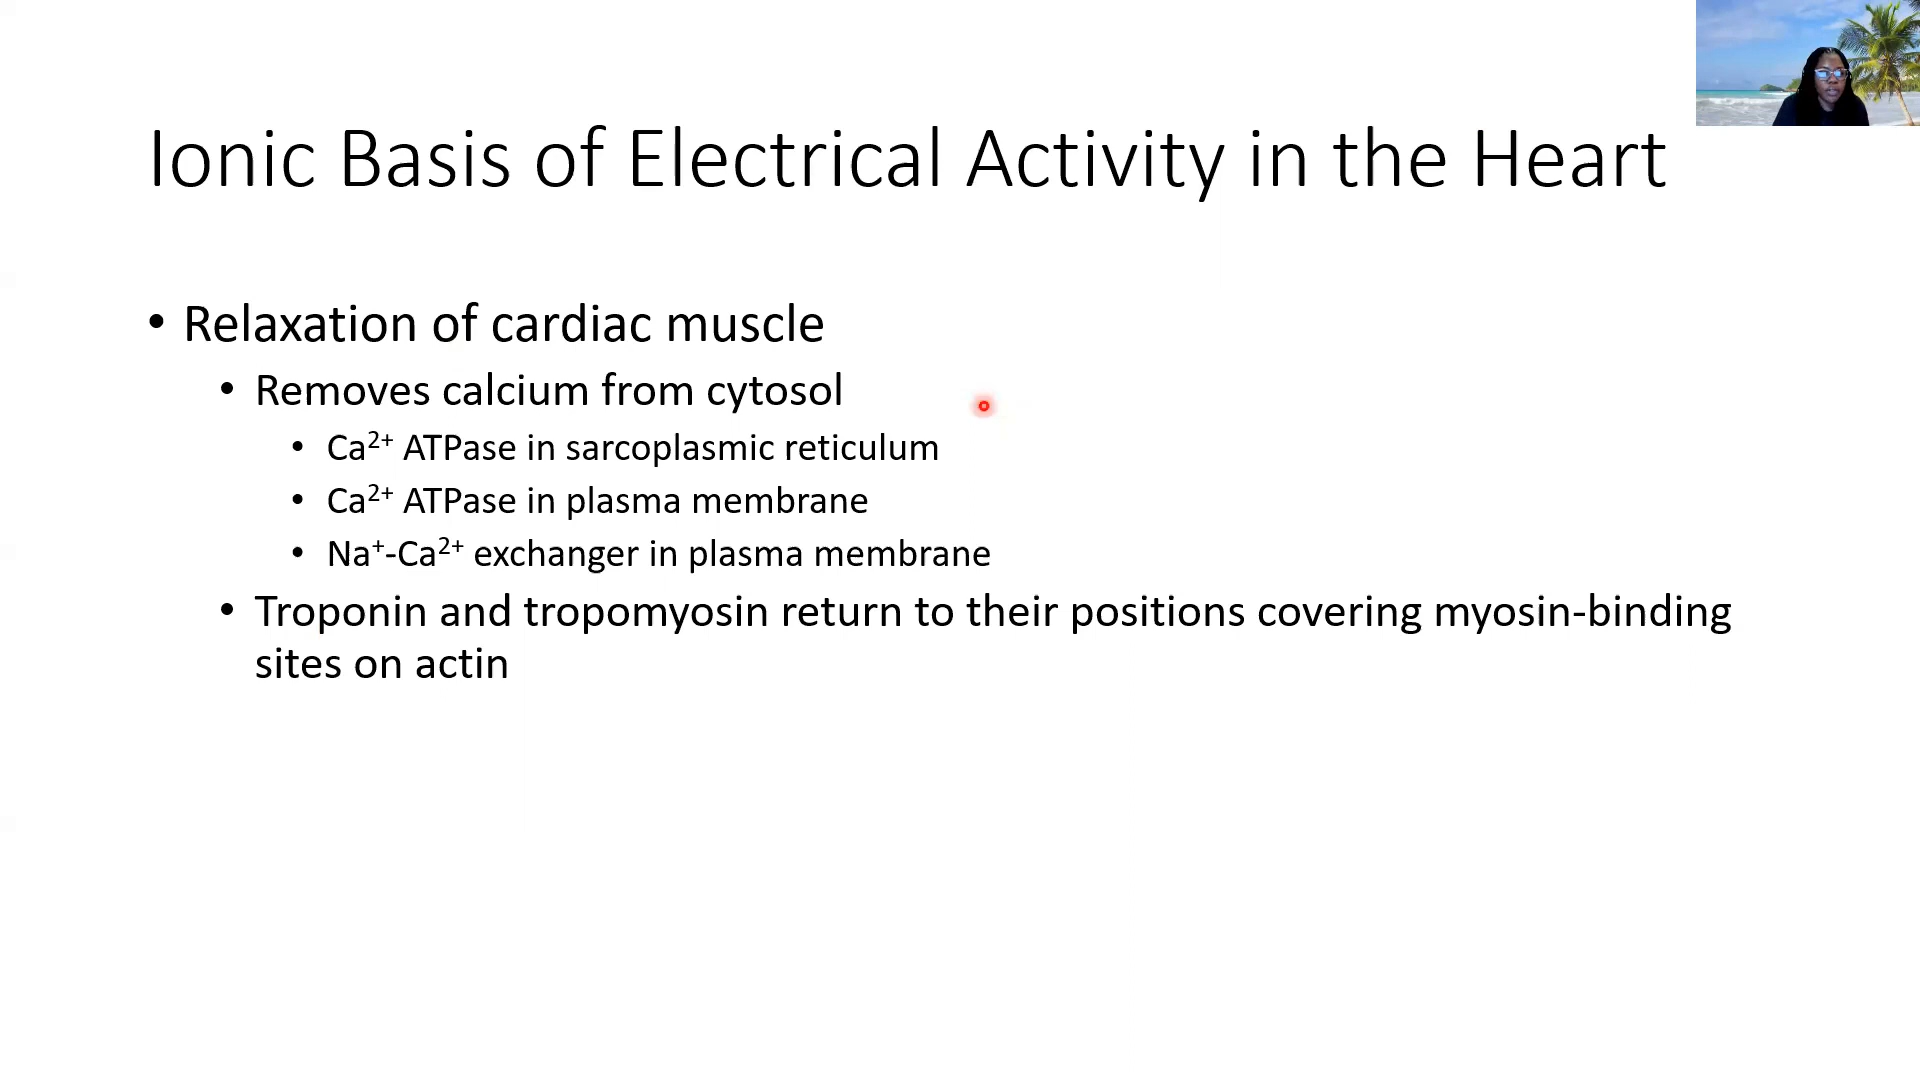 Ionic Basis of Electrical Activity in the Heart
• Relaxation of cardiac muscle
• Removes calcium from cytosol
• Ca²⁺ ATPase in sarcoplasmic reticulum
• Ca²⁺ ATPase in plasma membrane
• Na⁺-Ca²⁺ exchanger in plasma membrane
• Troponin and tropomyosin return to their positions covering myosin-binding
sites on actin